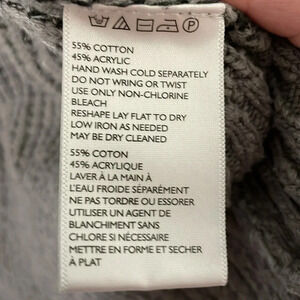 55% COTTON
45% ACRYLIC
HAND WASH COLD SEPARATELY
DO NOT WRING OR TWIST
USE ONLY NON-CHLORINE
BLEACH
RESHAPE LAY FLAT TO DRY
LOW IRON AS NEEDED
MAY BE DRY CLEANED
55% COTON
45% ACRYLIQUE
LAVER À LA MAIN À
L'EAU FROIDE SÉPARÉMENT
NE PAS TORDRE OU ESSORER
UTILISER UN AGENT DE
BLANCHIMENT SANS
CHLORE SI NÉCESSAIRE
METTRE EN FORME ET SECHER
À PLAT